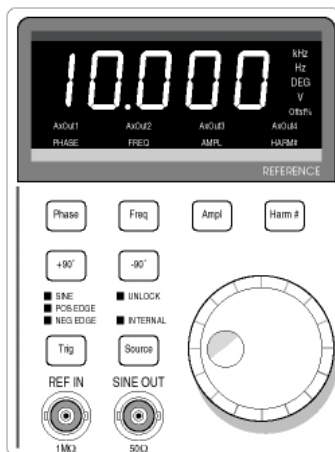 10.000
kHz
Hz
DEG
V
Offst%
AxOut1 AxOut2 AxOut3 AxOut4
PHASE FREQ AMPL HARM#
REFERENCE
Phase Freq Ampl Harm #
+90° -90°
SINE UNLOCK
POS EDGE
NEG EDGE INTERNAL
Trig Source
REF IN SINE OUT
1MΩ 50Ω